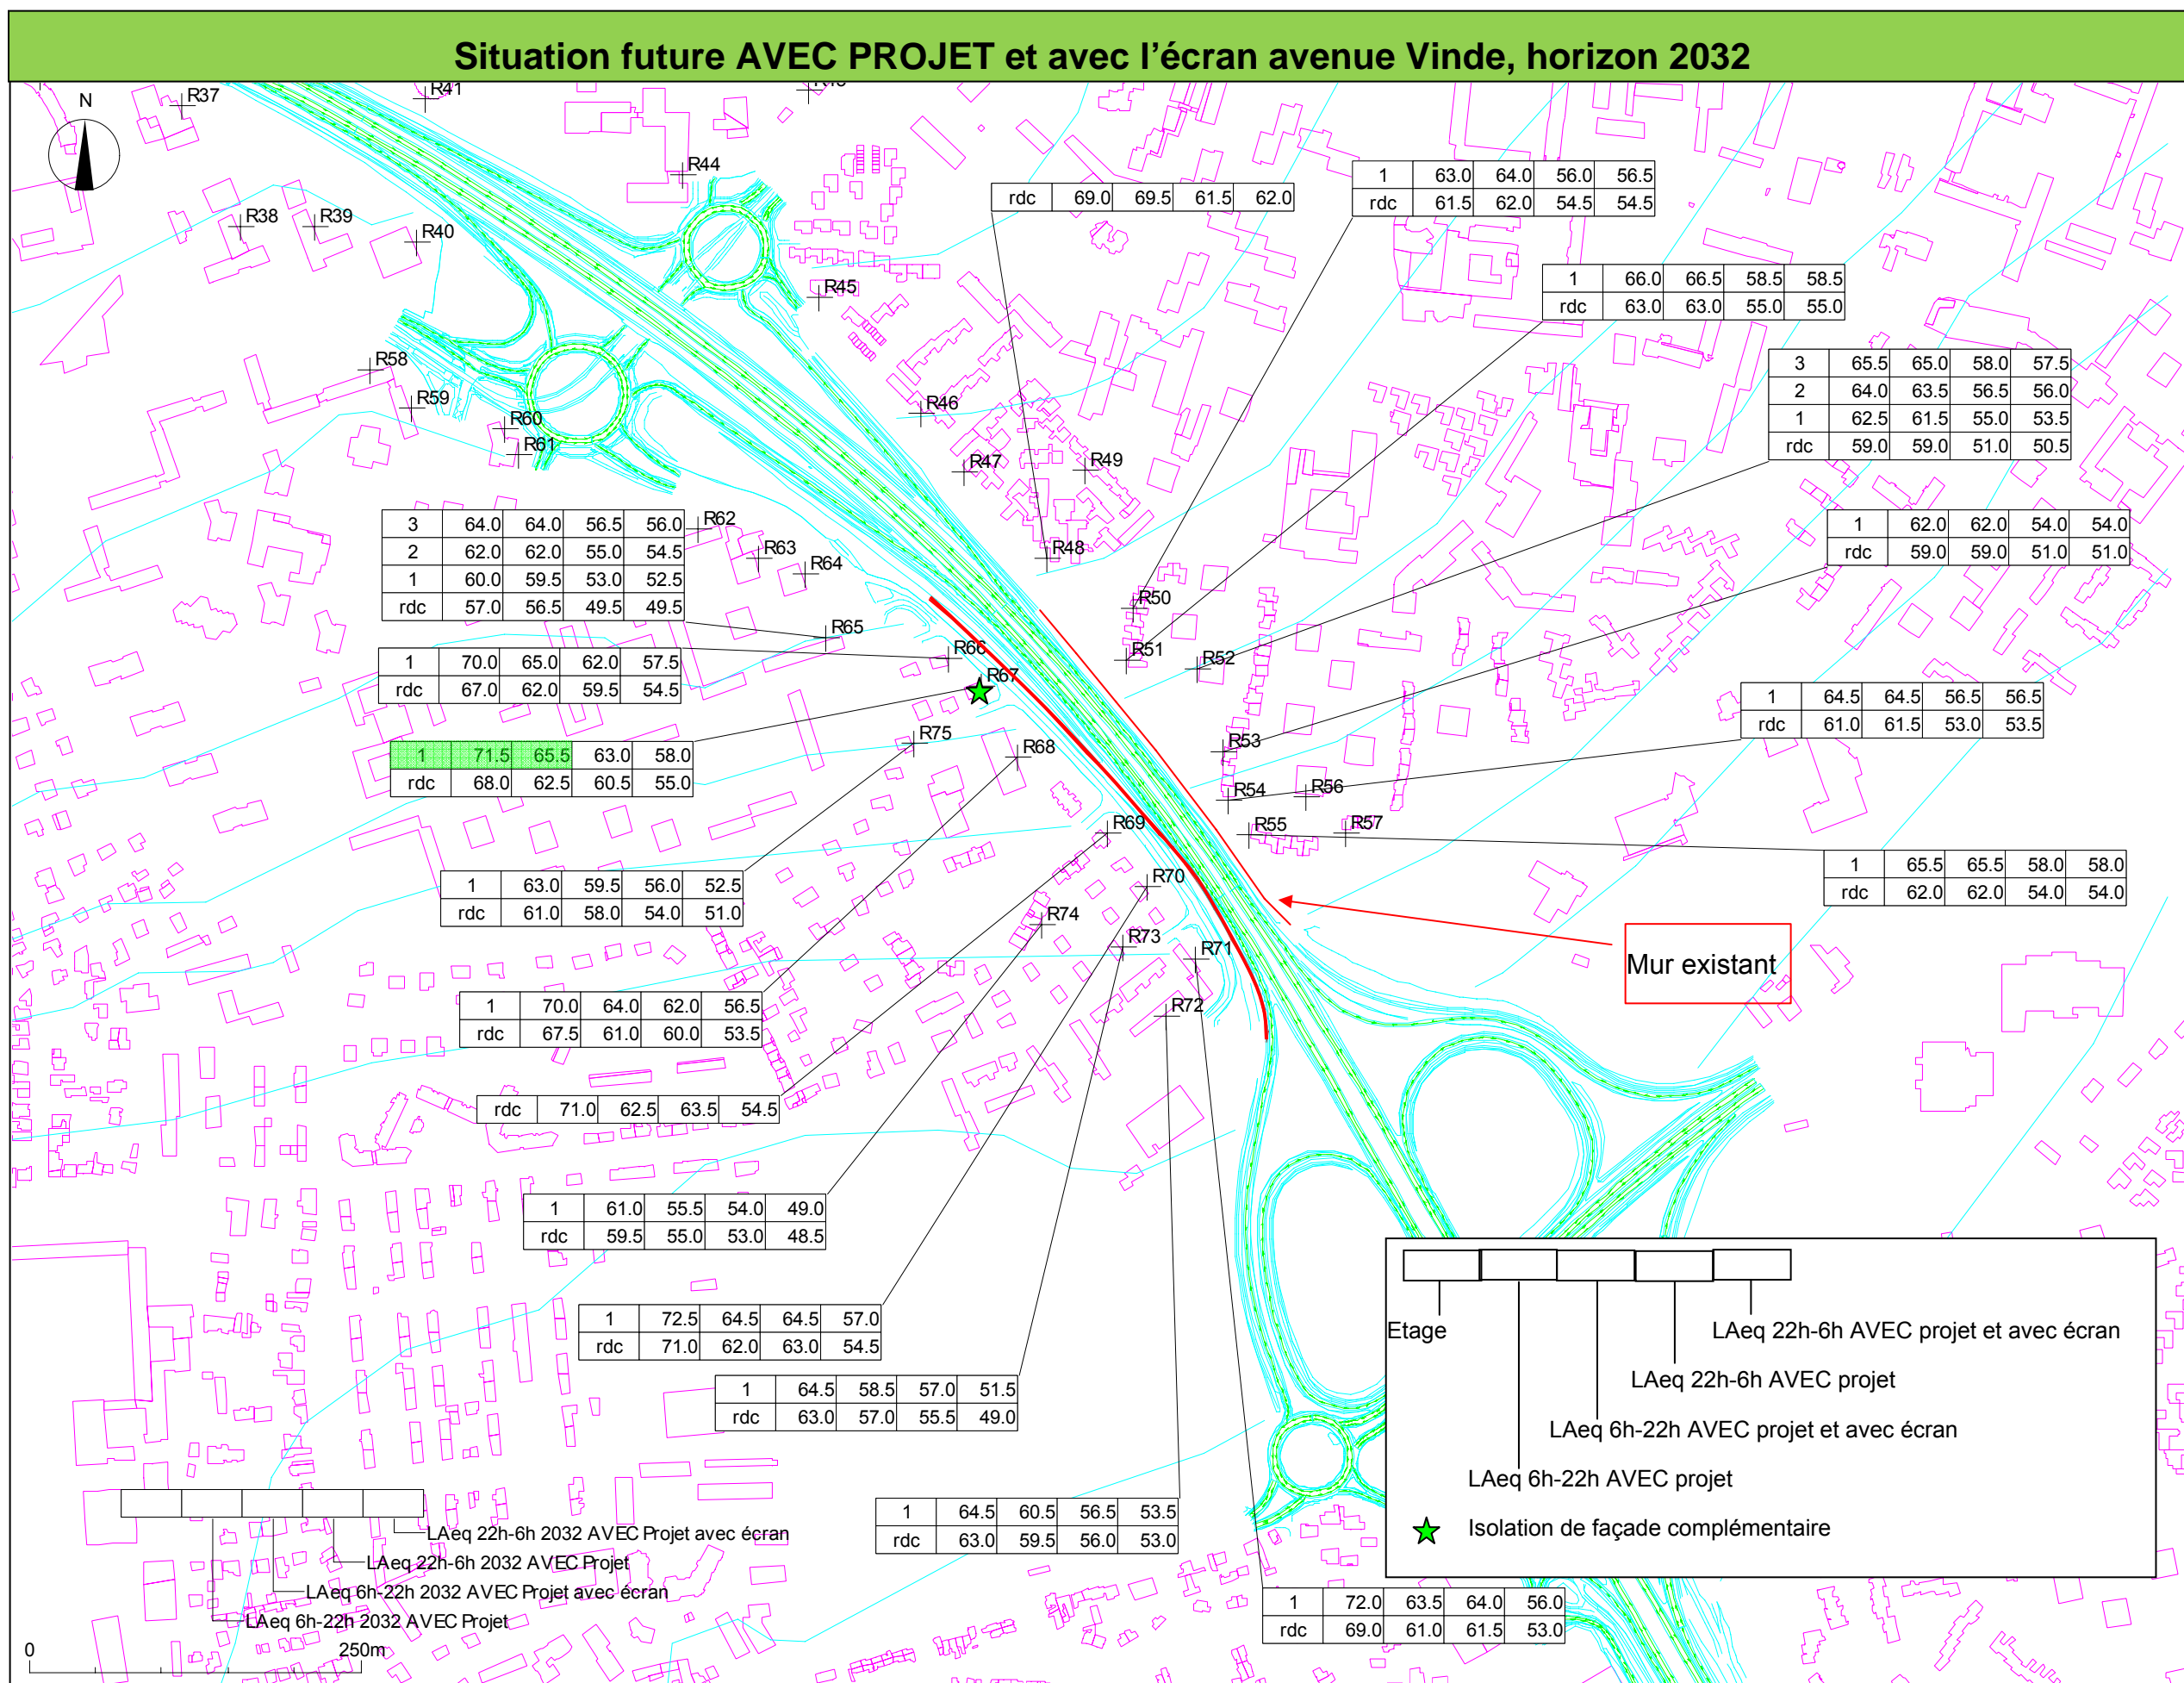 Situation future AVEC PROJET et avec l'écran avenue Vinde, horizon 2032
N
R37
R41
R44
R38
R39
R40
R45
rdc 69.0 69.5 61.5 62.0
1 63.0 64.0 56.0 56.5
rdc 61.5 62.0 54.5 54.5
1 66.0 66.5 58.5 58.5
rdc 63.0 63.0 55.0 55.0
3 65.5 65.0 58.0 57.5
2 64.0 63.5 56.5 56.0
1 62.5 61.5 55.0 53.5
rdc 59.0 59.0 51.0 50.5
R58
R59
R60
R61
R46
R47
R49
R48
3 64.0 64.0 56.5 56.0
2 62.0 62.0 55.0 54.5
1 60.0 59.5 53.0 52.5
rdc 57.0 56.5 49.5 49.5
R62
R63
R64
1 62.0 62.0 54.0 54.0
rdc 59.0 59.0 51.0 51.0
R50
R65
R66
R51
R52
1 70.0 65.0 62.0 57.5
rdc 67.0 62.0 59.5 54.5
R67
1 64.5 64.5 56.5 56.5
rdc 61.0 61.5 53.0 53.5
1 71.5 65.5 63.0 58.0
rdc 68.0 62.5 60.5 55.0
R75
R68
R53
R54
R56
R55
R57
R69
1 65.5 65.5 58.0 58.0
rdc 62.0 62.0 54.0 54.0
1 63.0 59.5 56.0 52.5
rdc 61.0 58.0 54.0 51.0
R70
R74
R73
R71
R72
Mur existant
1 70.0 64.0 62.0 56.5
rdc 67.5 61.0 60.0 53.5
rdc 71.0 62.5 63.5 54.5
1 61.0 55.5 54.0 49.0
rdc 59.5 55.0 53.0 48.5
1 72.5 64.5 64.5 57.0
rdc 71.0 62.0 63.0 54.5
1 64.5 58.5 57.0 51.5
rdc 63.0 57.0 55.5 49.0
1 64.5 60.5 56.5 53.5
rdc 63.0 59.5 56.0 53.0
1 72.0 63.5 64.0 56.0
rdc 69.0 61.0 61.5 53.0
Etage
LAeq 22h-6h AVEC projet et avec écran
LAeq 22h-6h AVEC projet
LAeq 6h-22h AVEC projet et avec écran
LAeq 6h-22h AVEC projet
Isolation de façade complémentaire
LAeq 22h-6h 2032 AVEC Projet avec écran
LAeq 22h-6h 2032 AVEC Projet
LAeq 6h-22h 2032 AVEC Projet avec écran
LAeq 6h-22h 2032 AVEC Projet
0 250m